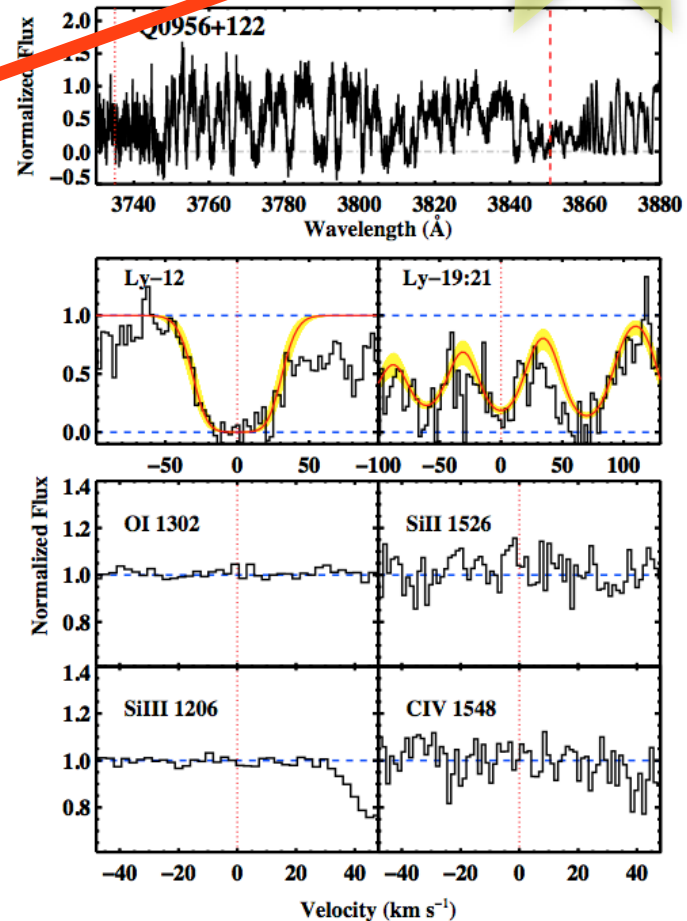 Q0956+122
Normalized Flux
2.0
1.5
1.0
0.5
0.0
−0.5
3740 3760 3780 3800 3820 3840 3860 3880
Wavelength (Å)
Ly−12
Ly−19:21
1.0
0.5
0.0
−50 0 50 −100 −50 0 50 100
Normalized Flux
1.4
1.2
1.0
0.8
OI 1302
SiII 1526
1.4
1.2
1.0
0.8
SiIII 1206
CIV 1548
−40 −20 0 20 40 −40 −20 0 20 40
Velocity (km s⁻¹)